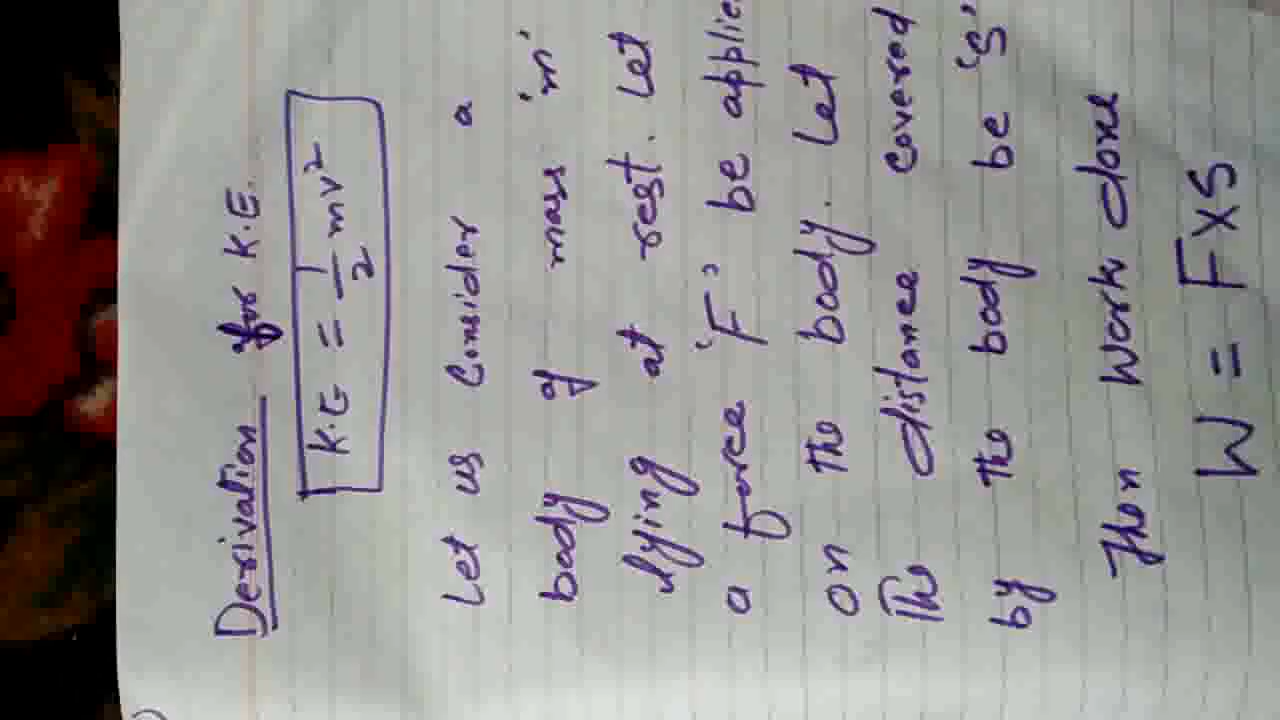 Derivation for K.E.
K.E = 1/2 mv²
Let us Consider a
body of mass 'm'
lying at rest. Let
a force 'F' be applie
on the body. Let
The distance covered
by the body be 'S'
Then Work done
W = F×S